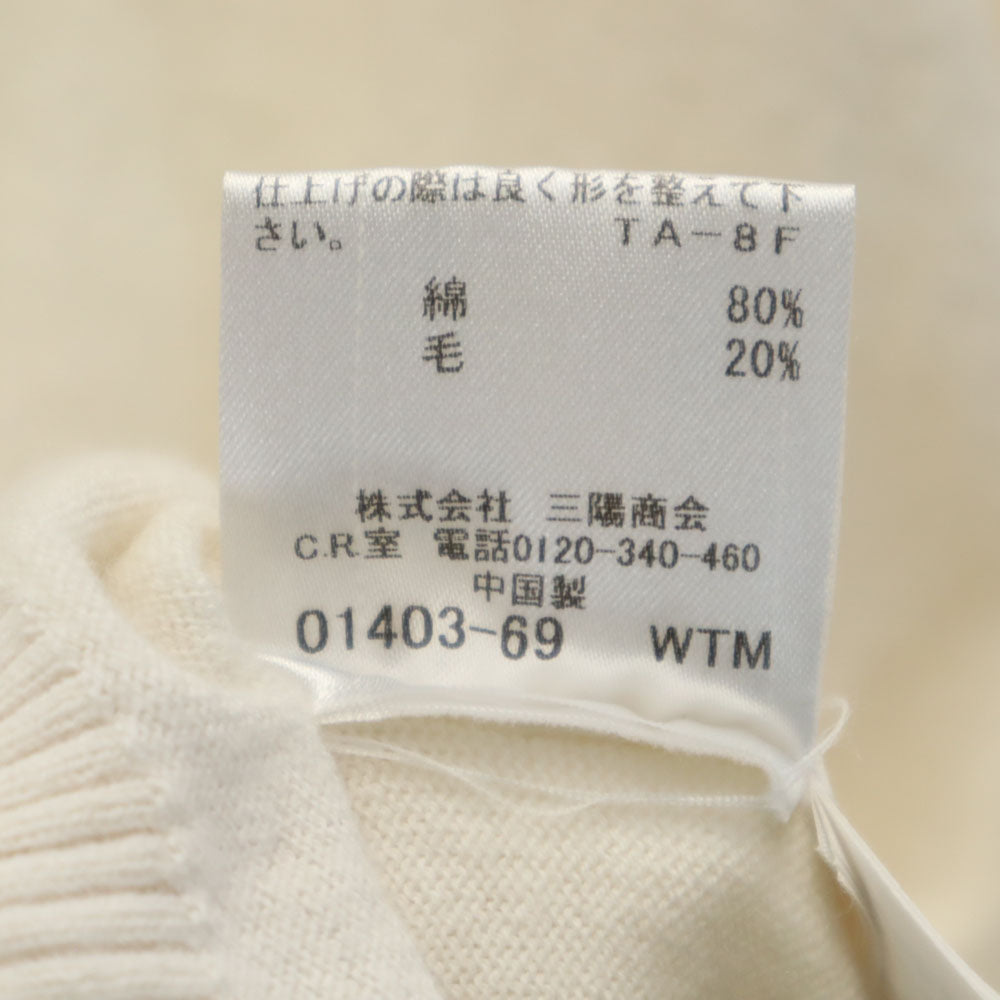 仕上げの際は良く形を整えて下
さい。 TA-8F
綿 80%
毛 20%
株式会社 三陽商会
C.R.室 電話0120-340-460
中国製
01403-69 WTM